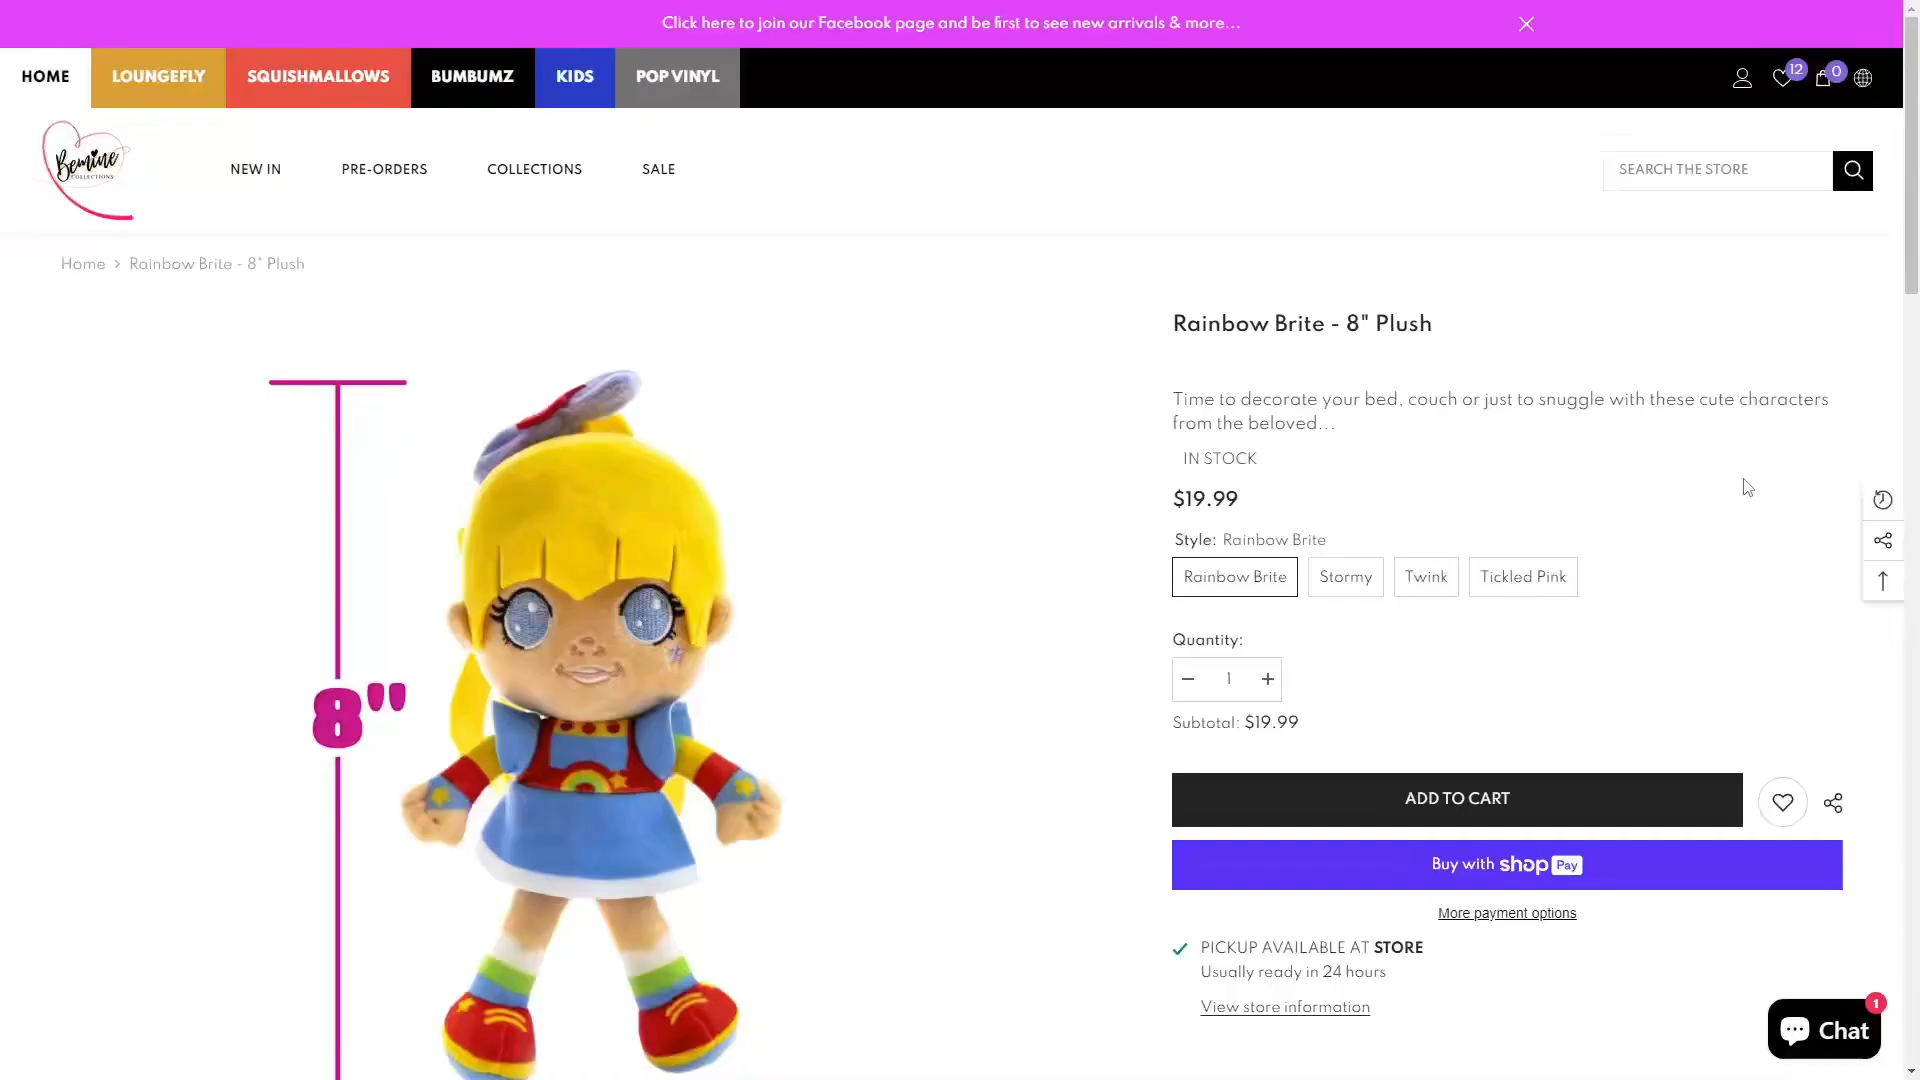 Click here to join our Facebook page and be first to see new arrivals & more...
HOME
LOUNGEFLY
SQUISHMALLOWS
BUMBUMZ
KIDS
POP VINYL
12
0
Bemine
COLLECTIONS
NEW IN
PRE-ORDERS
COLLECTIONS
SALE
SEARCH THE STORE
Home > Rainbow Brite - 8" Plush
8"
Rainbow Brite - 8" Plush
Time to decorate your bed, couch or just to snuggle with these cute characters
from the beloved...
IN STOCK
$19.99
Style: Rainbow Brite
Rainbow Brite
Stormy
Twink
Tickled Pink
Quantity:
1
Subtotal: $19.99
ADD TO CART
Buy with shop Pay
More payment options
PICKUP AVAILABLE AT STORE
Usually ready in 24 hours
View store information
1
Chat